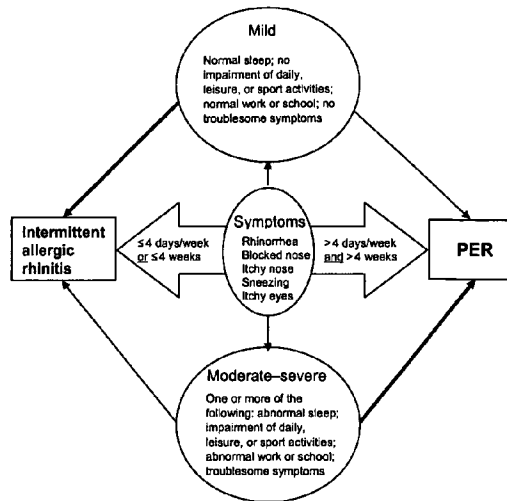 Mild
Normal sleep; no
impairment of daily,
leisure, or sport activities;
normal work or school; no
troublesome symptoms
Intermittent
allergic
rhinitis
≤4 days/week
or ≤4 weeks
Symptoms
Rhinorrhea
Blocked nose
Itchy nose
Sneezing
Itchy eyes
>4 days/week
and >4 weeks
PER
Moderate–severe
One or more of the
following: abnormal sleep;
impairment of daily,
leisure, or sport activities;
abnormal work or school;
troublesome symptoms